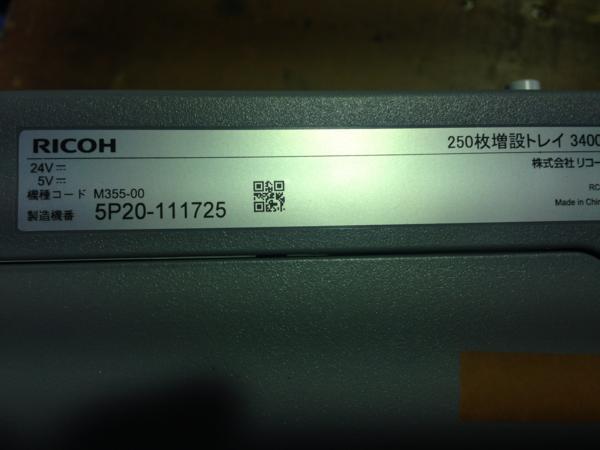 RICOH
250枚増設トレイ 3400
24V
5V
株式会社リコー
機種コード M355-00
RC
製造機番 5P20-111725
Made in Chin